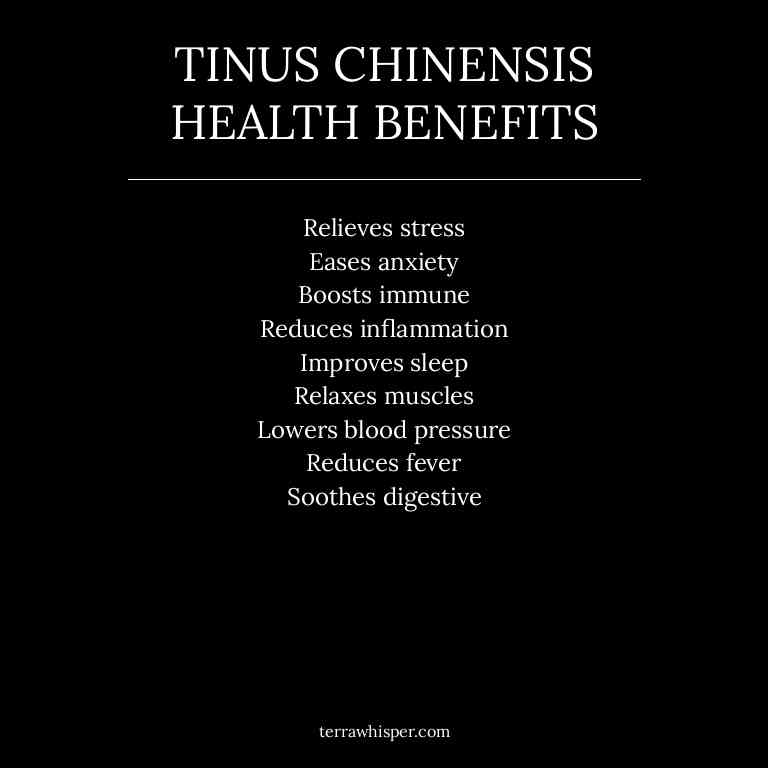 TINUS CHINENSIS
HEALTH BENEFITS
Relieves stress
Eases anxiety
Boosts immune
Reduces inflammation
Improves sleep
Relaxes muscles
Lowers blood pressure
Reduces fever
Soothes digestive
terrawhisper.com